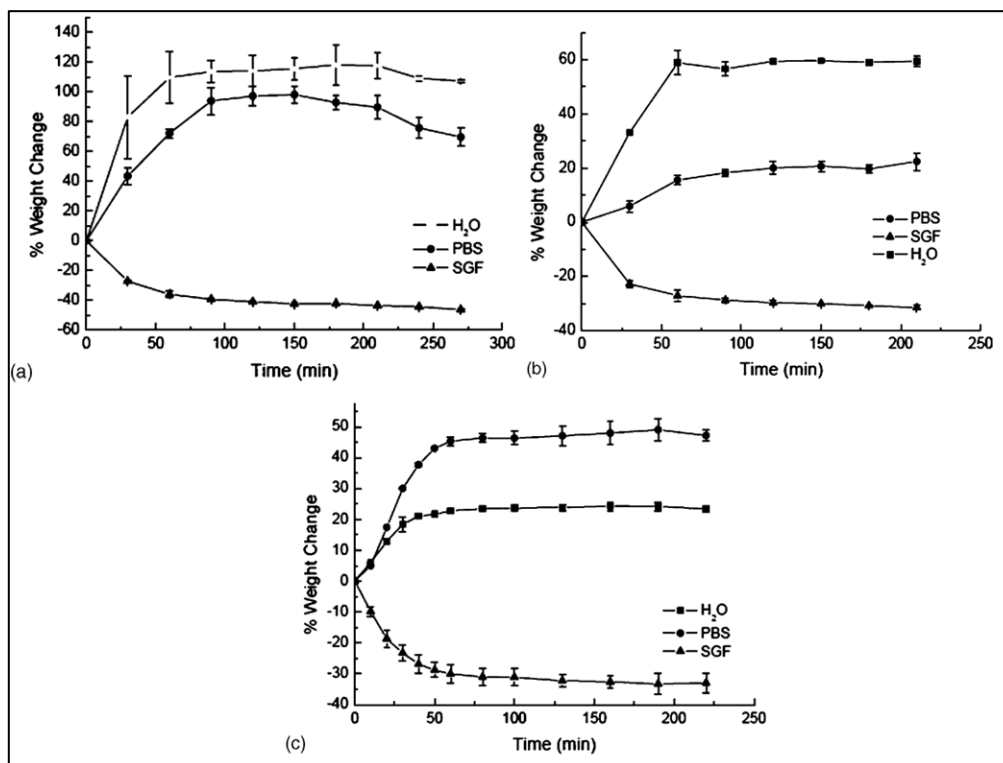 140
120
100
80
60
40
20
0
-20
-40
-60
% Weight Change
H₂O
PBS
SGF
0 50 100 150 200 250 300
Time (min)
(a)
60
40
20
0
-20
-40
% Weight Change
PBS
SGF
H₂O
0 50 100 150 200 250
Time (min)
(b)
50
40
30
20
10
0
-10
-20
-30
-40
% Weight Change
H₂O
PBS
SGF
0 50 100 150 200 250
Time (min)
(c)